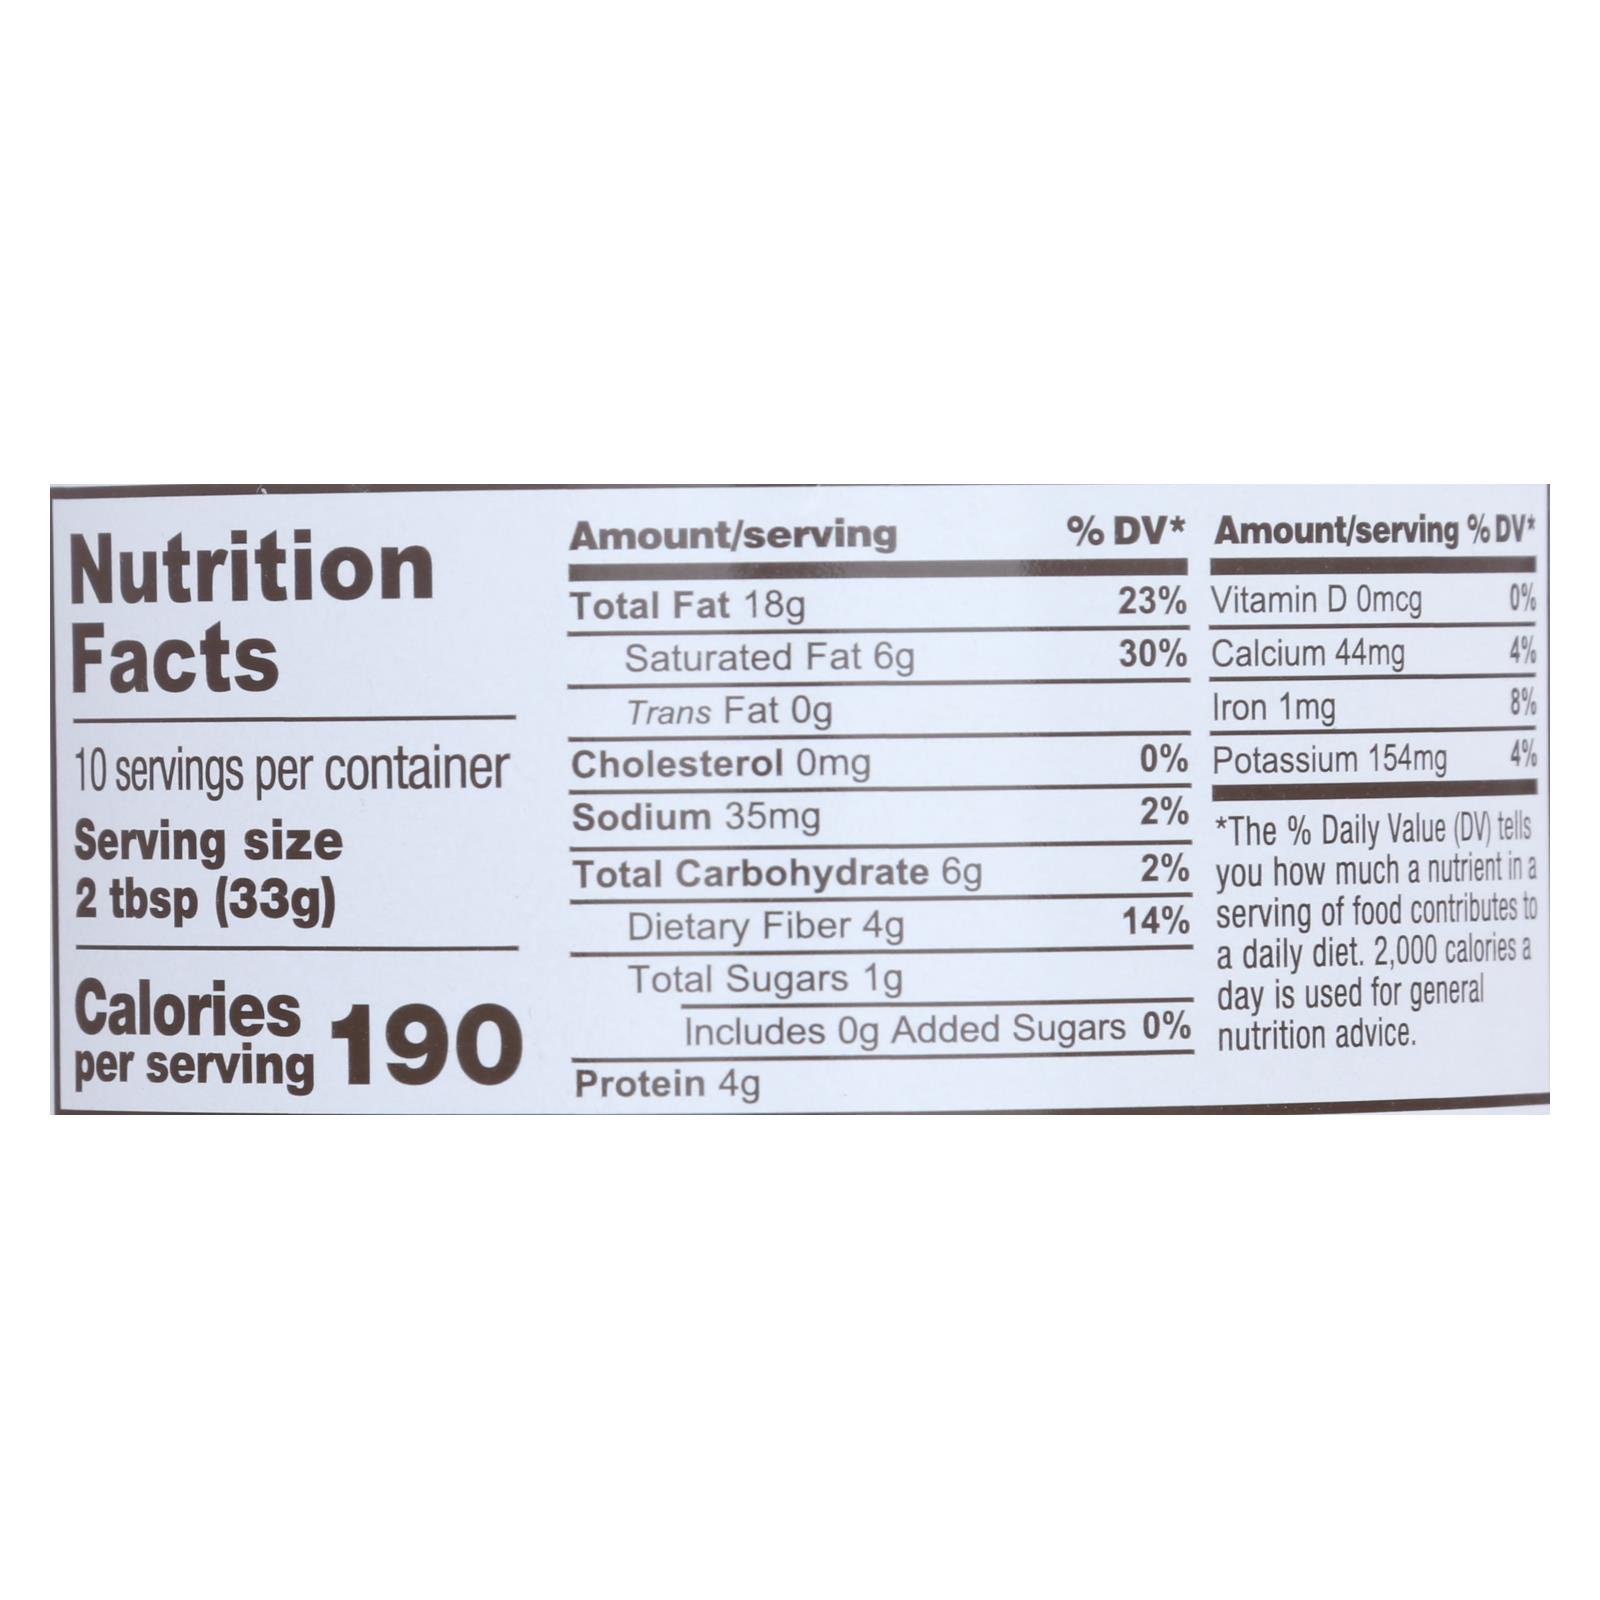 Nutrition
Facts
10 servings per container
Serving size
2 tbsp (33g)
Calories
per serving 190
Amount/serving % DV*
Total Fat 18g 23%
Saturated Fat 6g 30%
Trans Fat 0g
Cholesterol 0mg 0%
Sodium 35mg 2%
Total Carbohydrate 6g 2%
Dietary Fiber 4g 14%
Total Sugars 1g
Includes 0g Added Sugars 0%
Protein 4g
Amount/serving % DV*
Vitamin D 0mcg 0%
Calcium 44mg 4%
Iron 1mg 8%
Potassium 154mg 4%
*The % Daily Value (DV) tells
you how much a nutrient in a
serving of food contributes to
a daily diet. 2,000 calories a
day is used for general
nutrition advice.